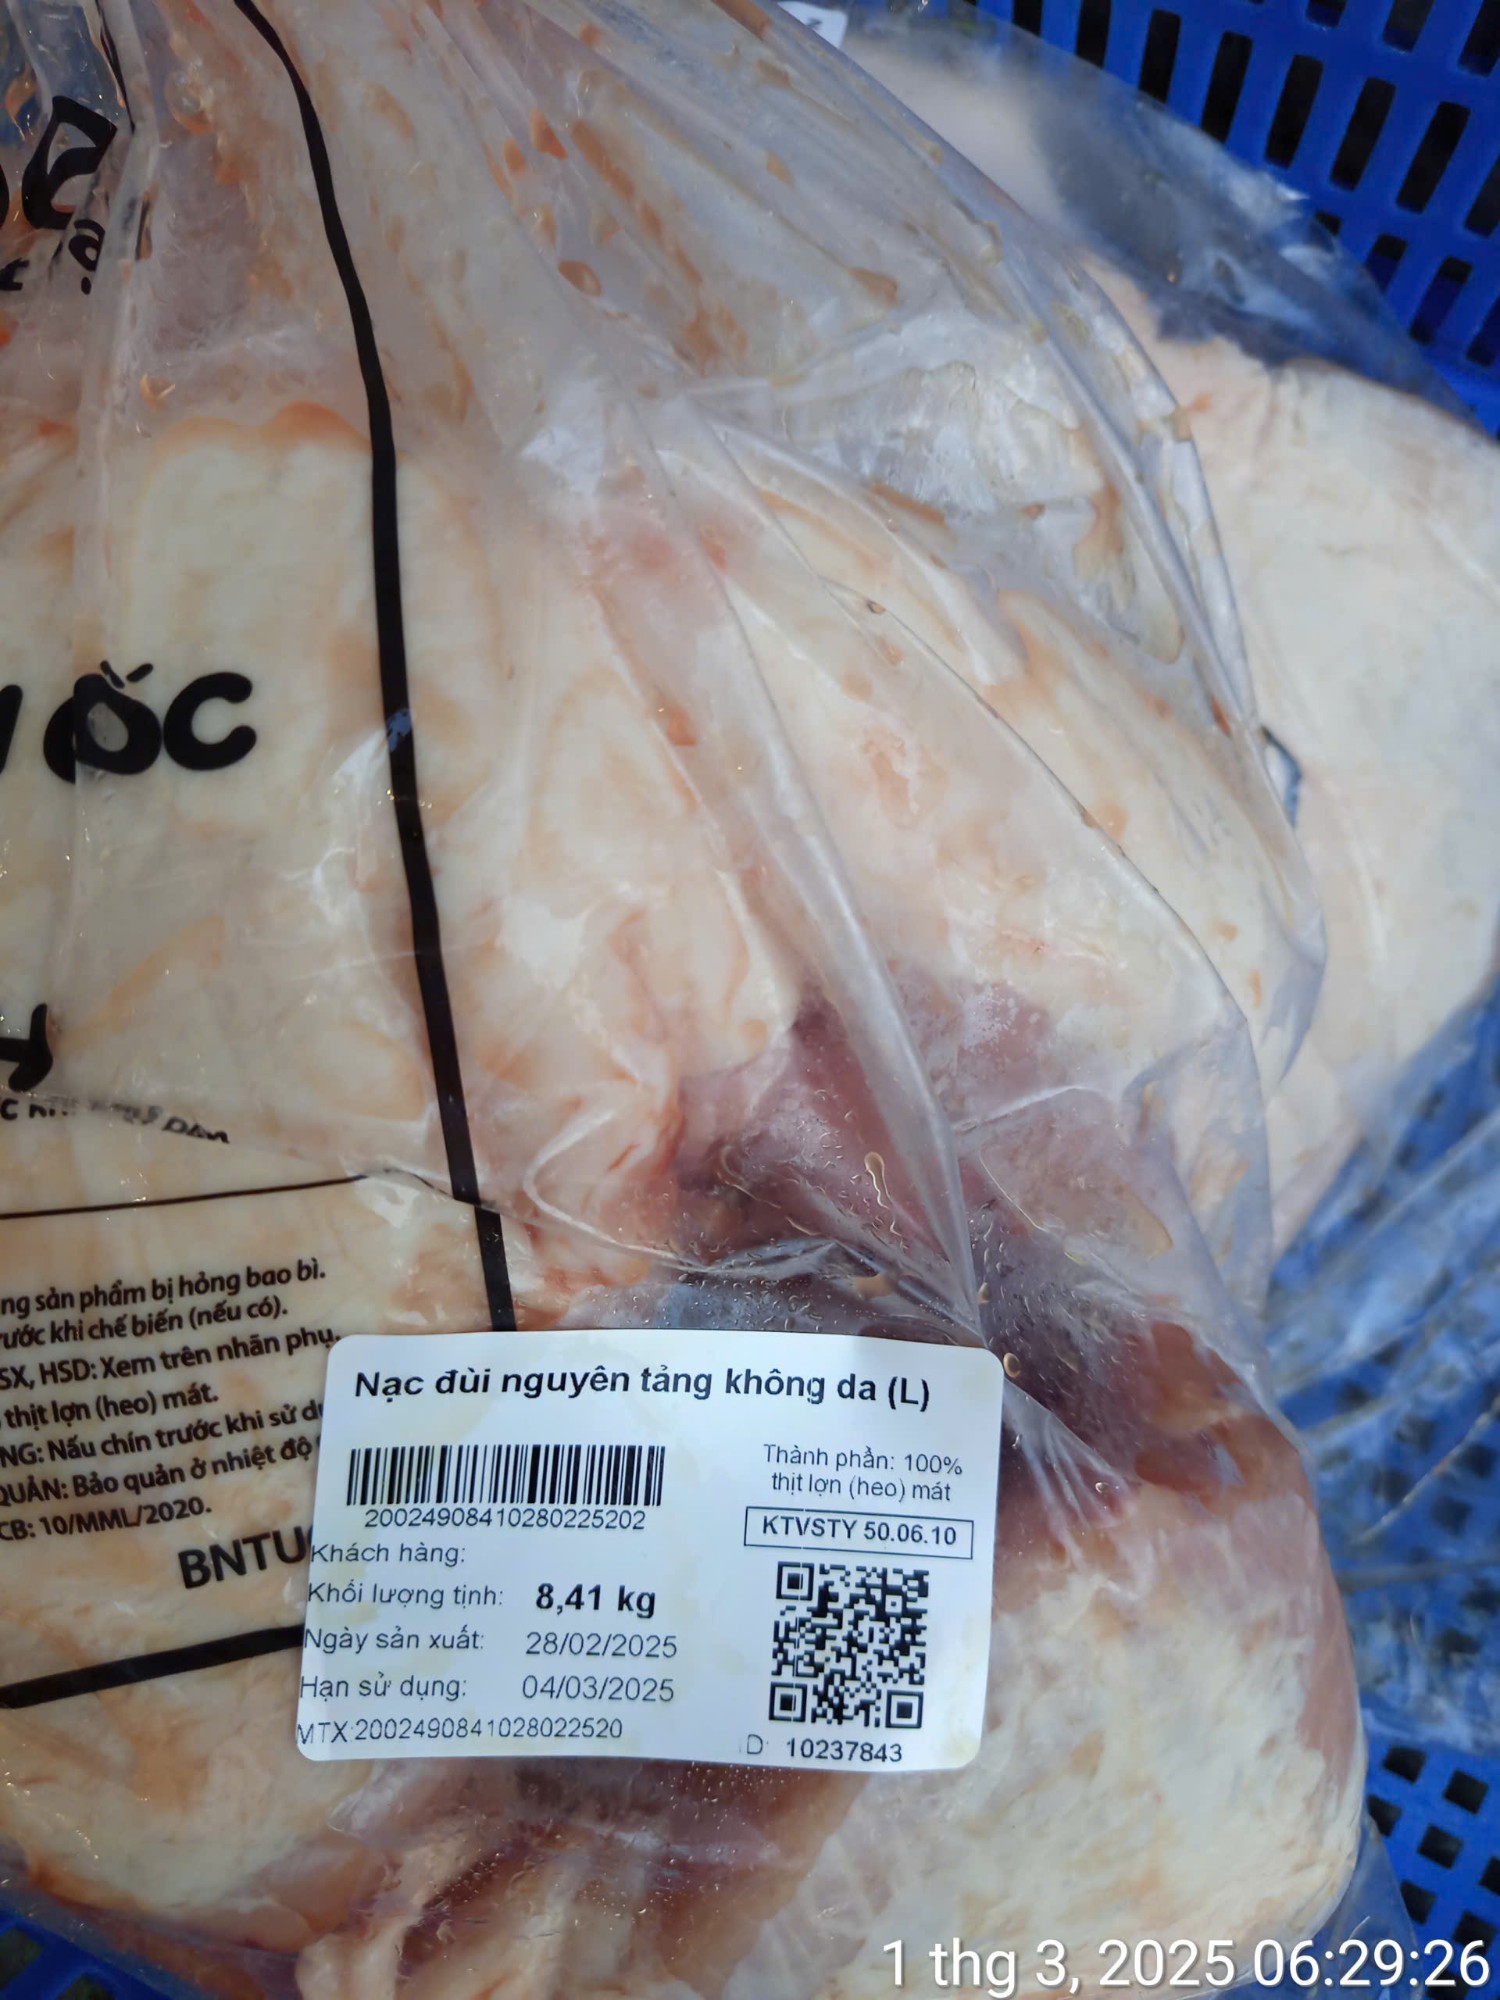 ỐC
ng sản phẩm bị hỏng bao bì.
rước khi chế biến (nếu có).
SX, HSD: Xem trên nhãn phụ.
thịt lợn (heo) mát.
NG: Nấu chín trước khi sử dụ
QUẢN: Bảo quản ở nhiệt độ
CB: 10/MML/2020.
BNTU
Nạc đùi nguyên tảng không da (L)
20024908410280225202
Thành phần: 100%
thịt lợn (heo) mát
KTVSTY 50.06.10
Khách hàng:
Khối lượng tịnh: 8,41 kg
Ngày sản xuất: 28/02/2025
Hạn sử dụng: 04/03/2025
MTX:2002490841028022520
ID: 10237843
1 thg 3, 2025 06:29:26